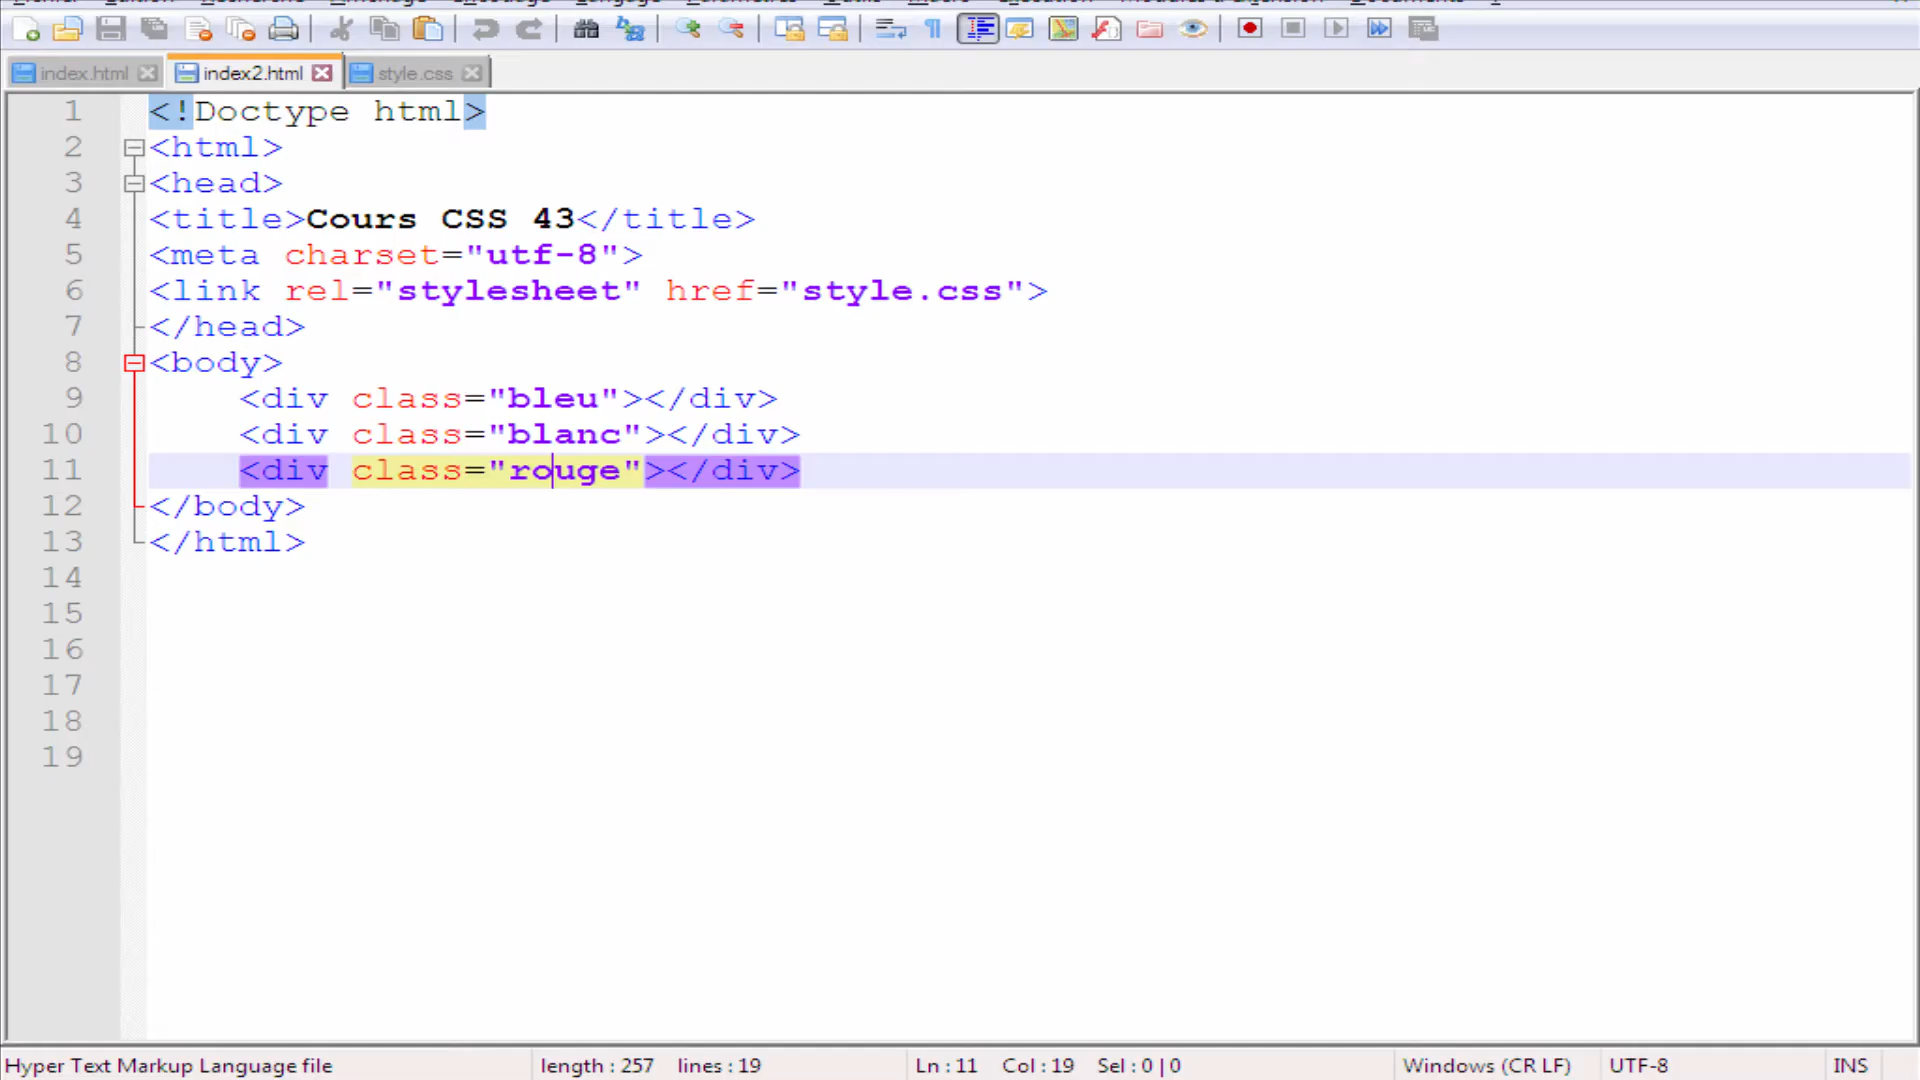 index.html index2.html style.css
1 <!Doctype html>
2 <html>
3 <head>
4 <title>Cours CSS 43</title>
5 <meta charset="utf-8">
6 <link rel="stylesheet" href="style.css">
7 </head>
8 <body>
9 <div class="bleu"></div>
10 <div class="blanc"></div>
11 <div class="rouge"></div>
12 </body>
13 </html>
14
15
16
17
18
19
Hyper Text Markup Language file length : 257 lines : 19 Ln : 11 Col : 19 Sel : 0 | 0 Windows (CR LF) UTF-8 INS